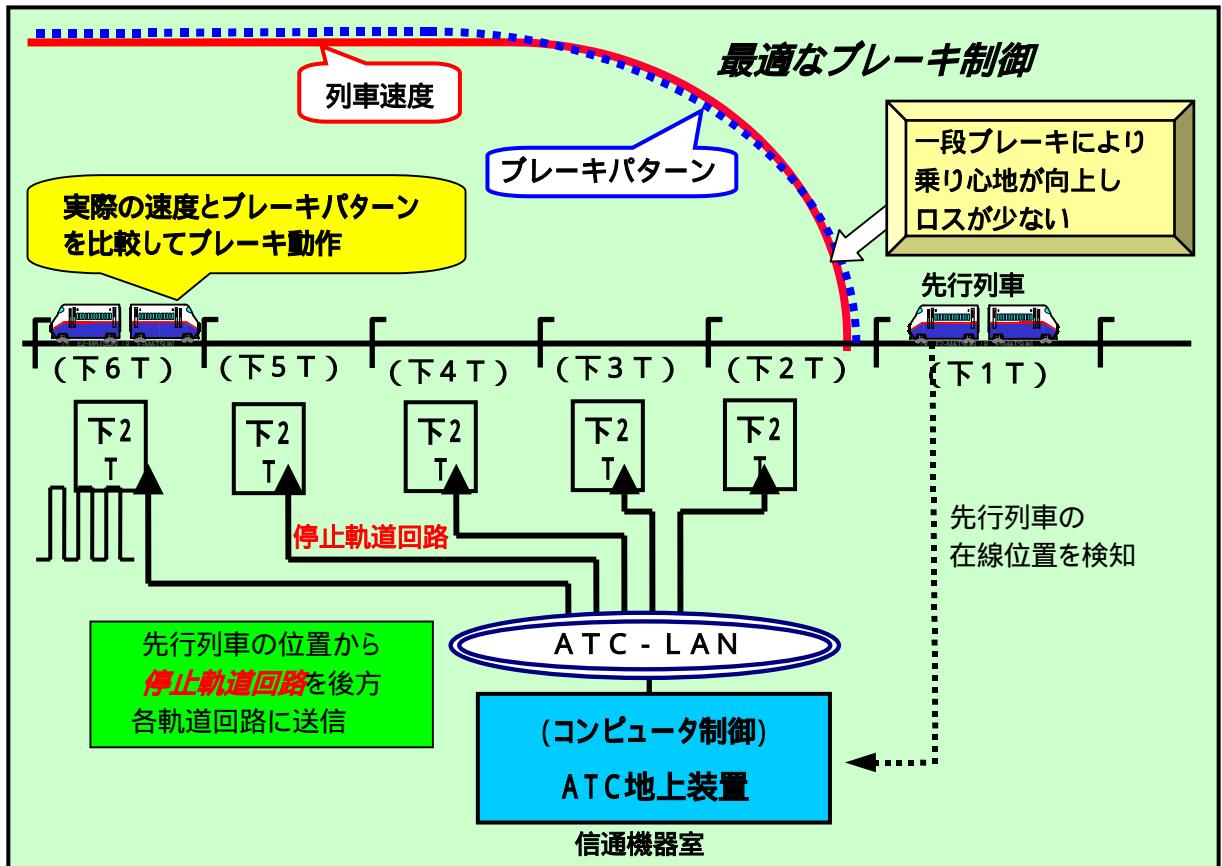 最適なブレーキ制御
列車速度
一段ブレーキにより
乗り心地が向上し
ロスが少ない
ブレーキパターン
実際の速度とブレーキパターン
を比較してブレーキ動作
先行列車
(下6T)
(下5T)
(下4T)
(下3T)
(下2T)
(下1T)
下2
T
下2
T
下2
T
下2
T
下2
T
停止軌道回路
先行列車の
在線位置を検知
ATC-LAN
先行列車の位置から
停止軌道回路を後方
各軌道回路に送信
(コンピュータ制御)
ATC地上装置
信通機器室